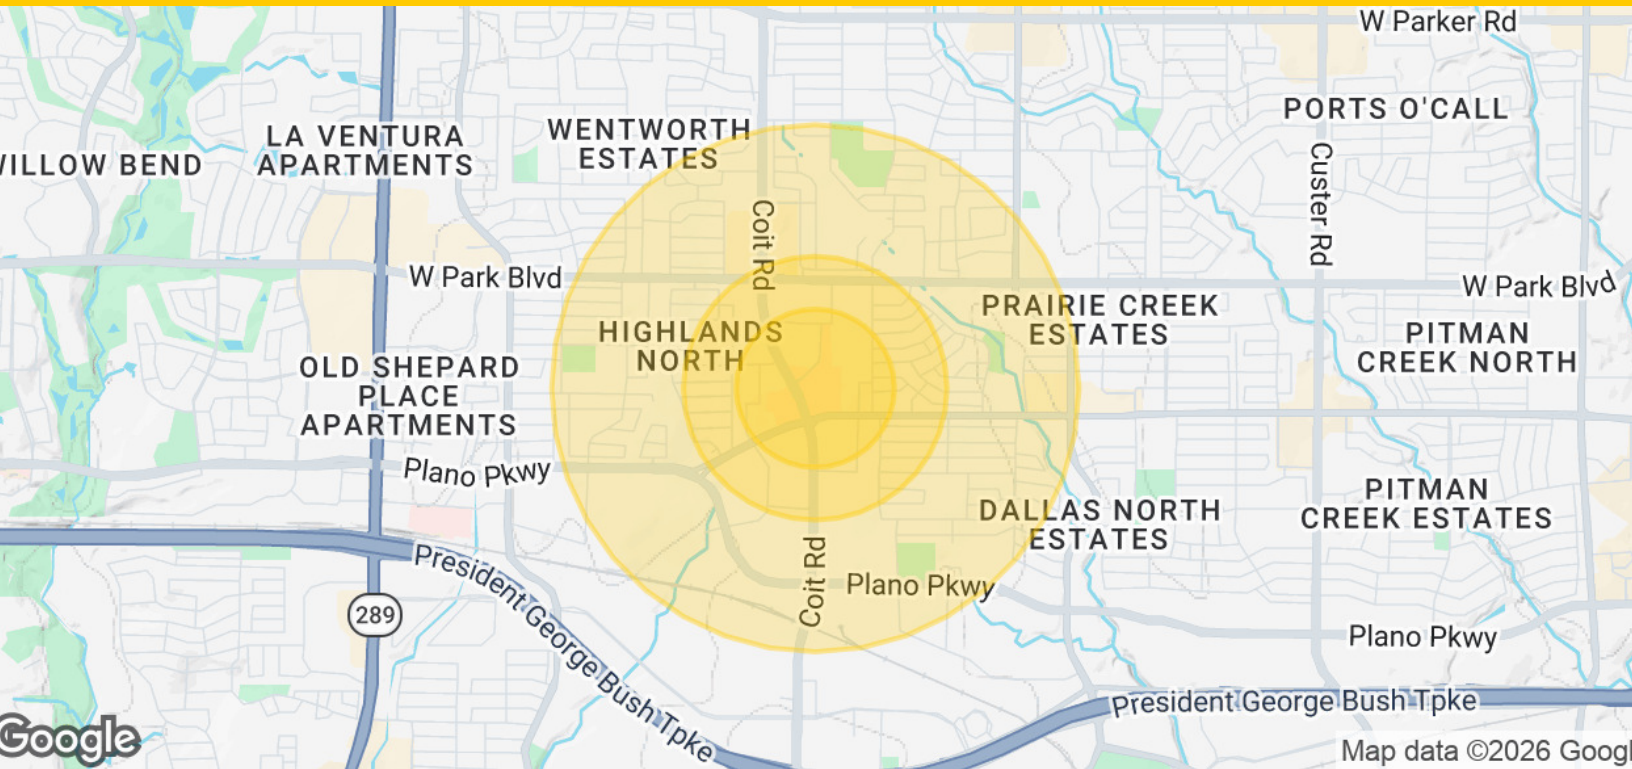 W Parker Rd
PORTS O'CALL
WENTWORTH
ESTATES
LA VENTURA
APARTMENTS
WILLOW BEND
Custer Rd
Coit Rd
W Park Blvd
W Park Blvd
PRAIRIE CREEK
ESTATES
HIGHLANDS
NORTH
PITMAN
CREEK NORTH
OLD SHEPARD
PLACE
APARTMENTS
Plano Pkwy
PITMAN
CREEK ESTATES
DALLAS NORTH
ESTATES
President George Bush Tpke
Coit Rd
Plano Pkwy
289
Plano Pkwy
President George Bush Tpke
Google
Map data ©2026 Googl